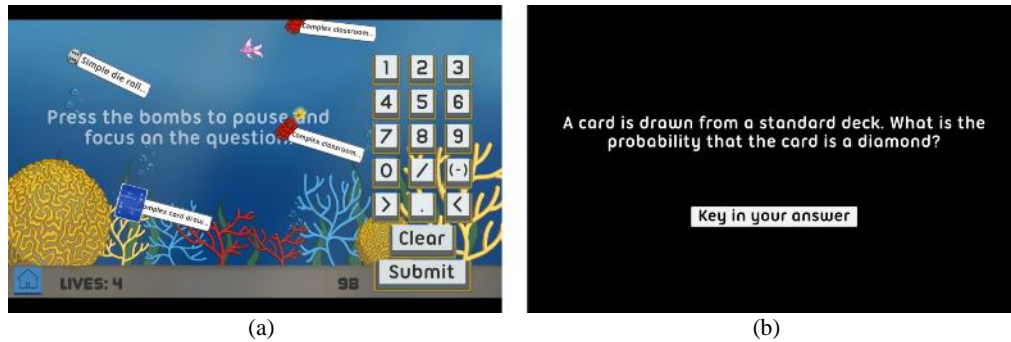 Complex classroom..
Simple die roll..
1 2 3
Press the bombs to pause and
focus on the question.
4 5 6
Complex classroom..
7 8 9
0 / (-)
omplex card draw..
> . <
Clear
Submit
LIVES: 4
98
(a)
A card is drawn from a standard deck. What is the
probability that the card is a diamond?
Key in your answer
(b)